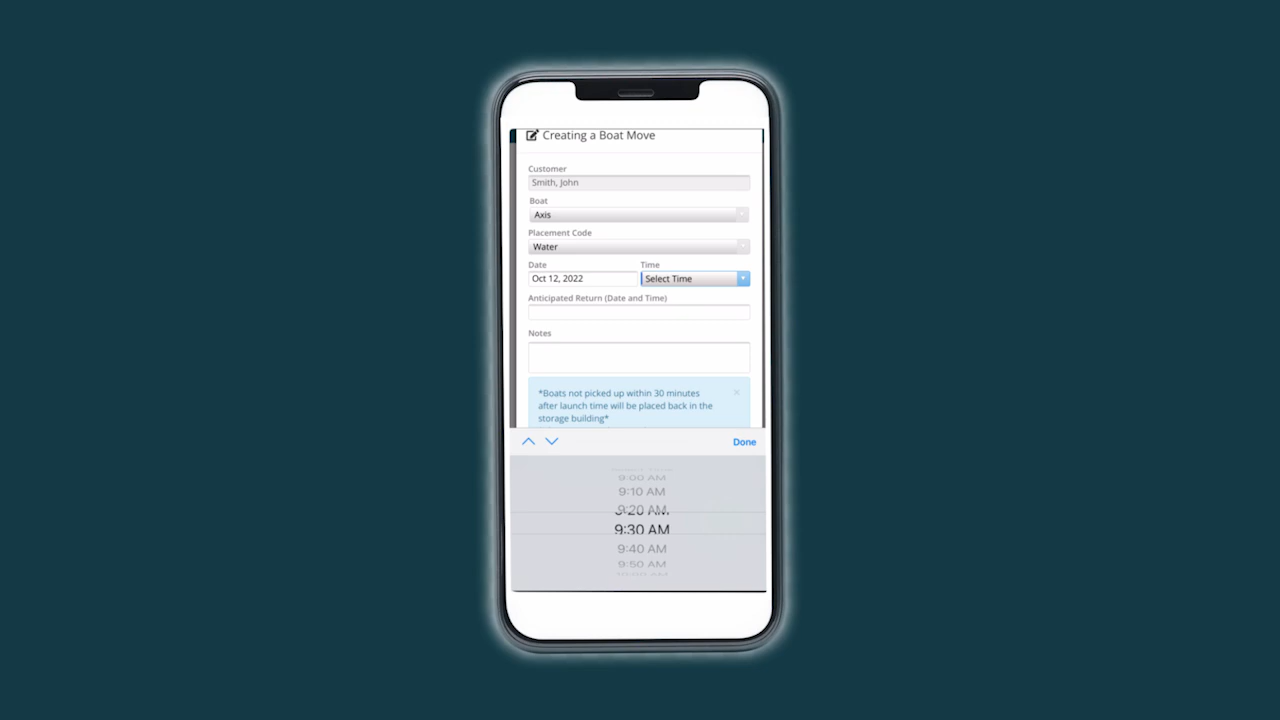 Creating a Boat Move
Customer
Smith, John
Boat
Axis
Placement Code
Water
Date Time
Oct 12, 2022 Select Time
Anticipated Return (Date and Time)
Notes
*Boats not picked up within 30 minutes
after launch time will be placed back in the
storage building*
Done
9:00 AM
9:10 AM
9:20 AM
9:30 AM
9:40 AM
9:50 AM